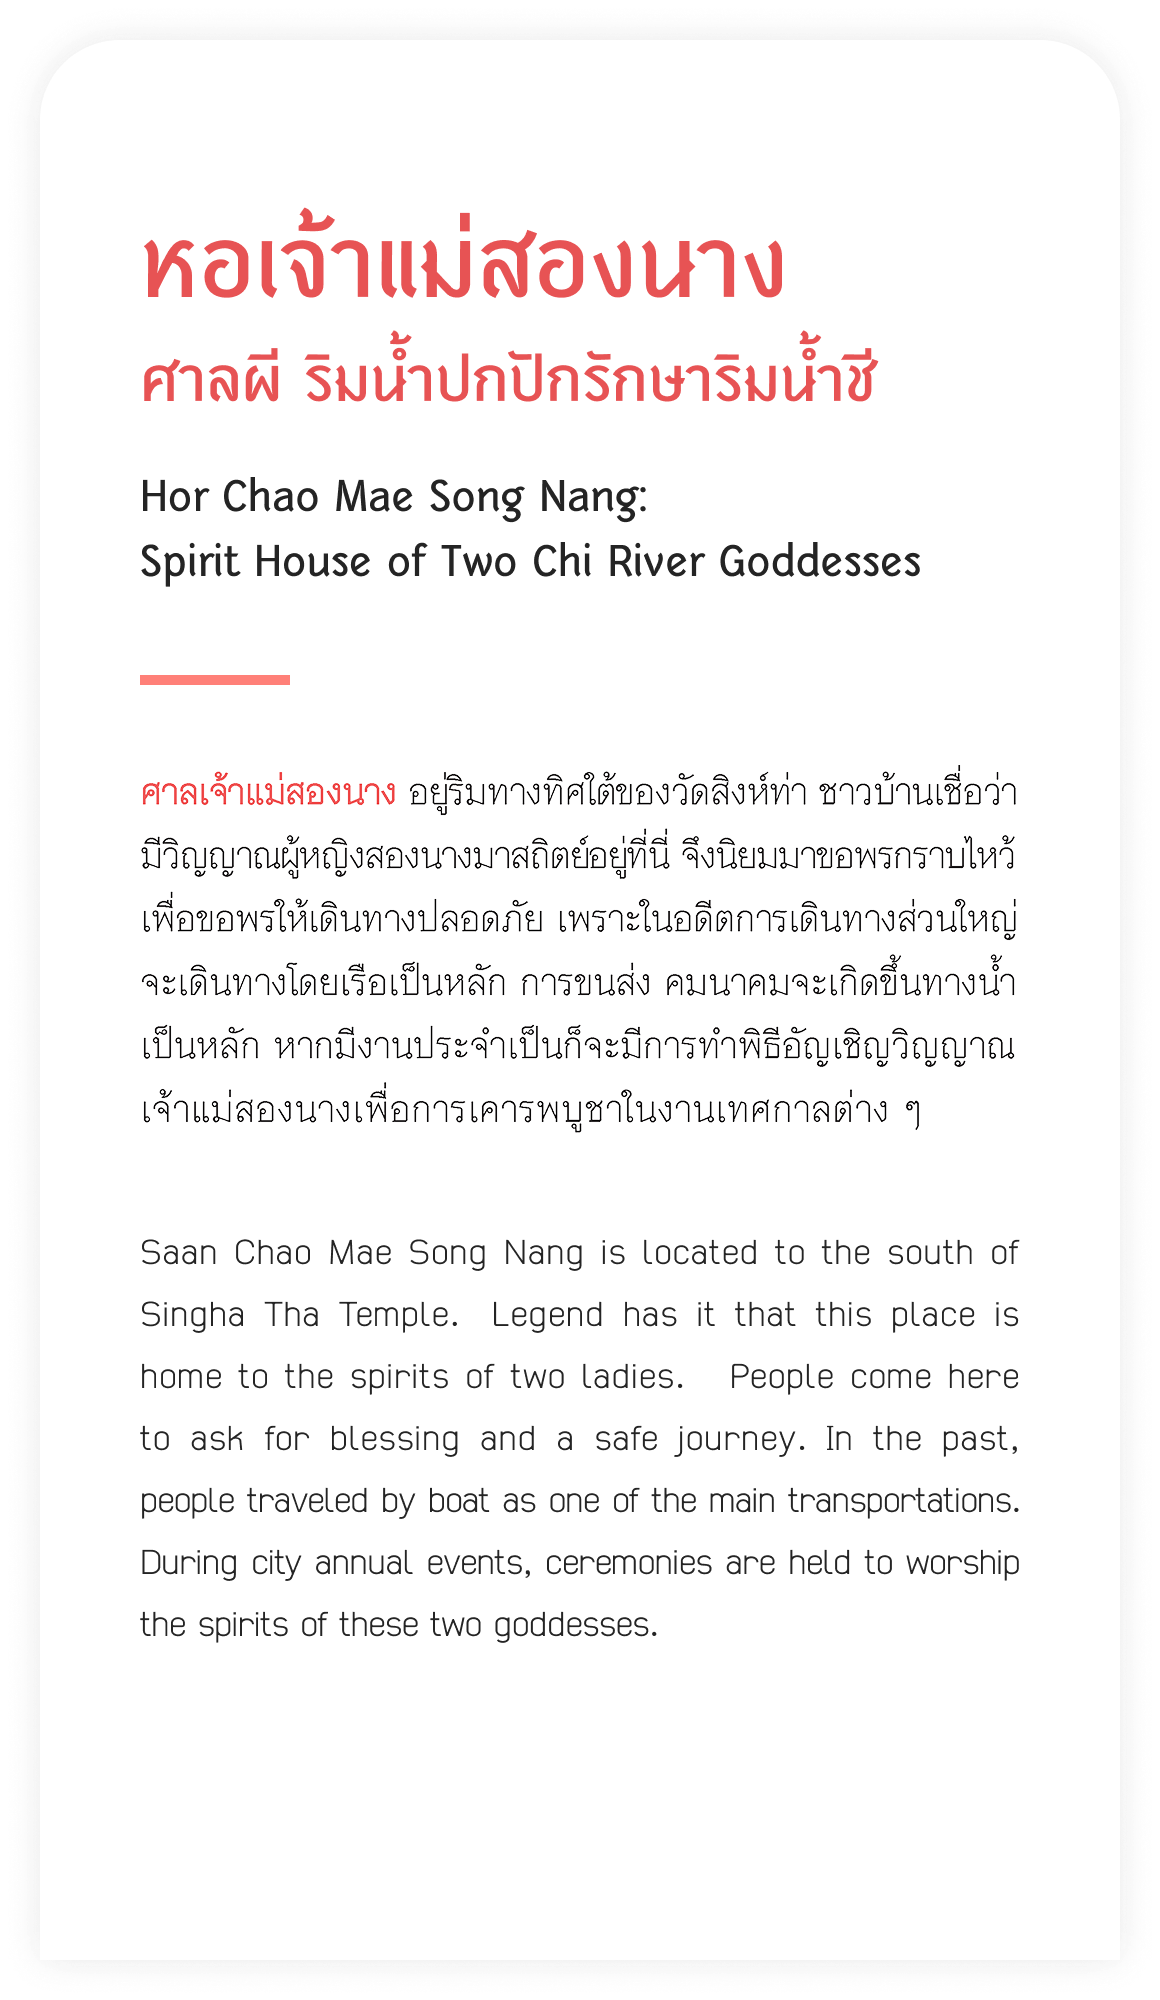 หอเจ้าแม่สองนาง
ศาลผี ริมน้ำปกปักรักษาริมน้ำชี
Hor Chao Mae Song Nang:
Spirit House of Two Chi River Goddesses
ศาลเจ้าแม่สองนาง อยู่ริมทางทิศใต้ของวัดสิงห์ท่า ชาวบ้านเชื่อว่า
มีวิญญาณผู้หญิงสองนางมาสถิตย์อยู่ที่นี่ จึงนิยมมาขอพรกราบไหว้
เพื่อขอพรให้เดินทางปลอดภัย เพราะในอดีตการเดินทางส่วนใหญ่
จะเดินทางโดยเรือเป็นหลัก การขนส่ง คมนาคมจะเกิดขึ้นทางน้ำ
เป็นหลัก หากมีงานประจำเป็นก็จะมีการทำพิธีอัญเชิญวิญญาณ
เจ้าแม่สองนางเพื่อการเคารพบูชาในงานเทศกาลต่าง ๆ
Saan Chao Mae Song Nang is located to the south of
Singha Tha Temple. Legend has it that this place is
home to the spirits of two ladies. People come here
to ask for blessing and a safe journey. In the past,
people traveled by boat as one of the main transportations.
During city annual events, ceremonies are held to worship
the spirits of these two goddesses.